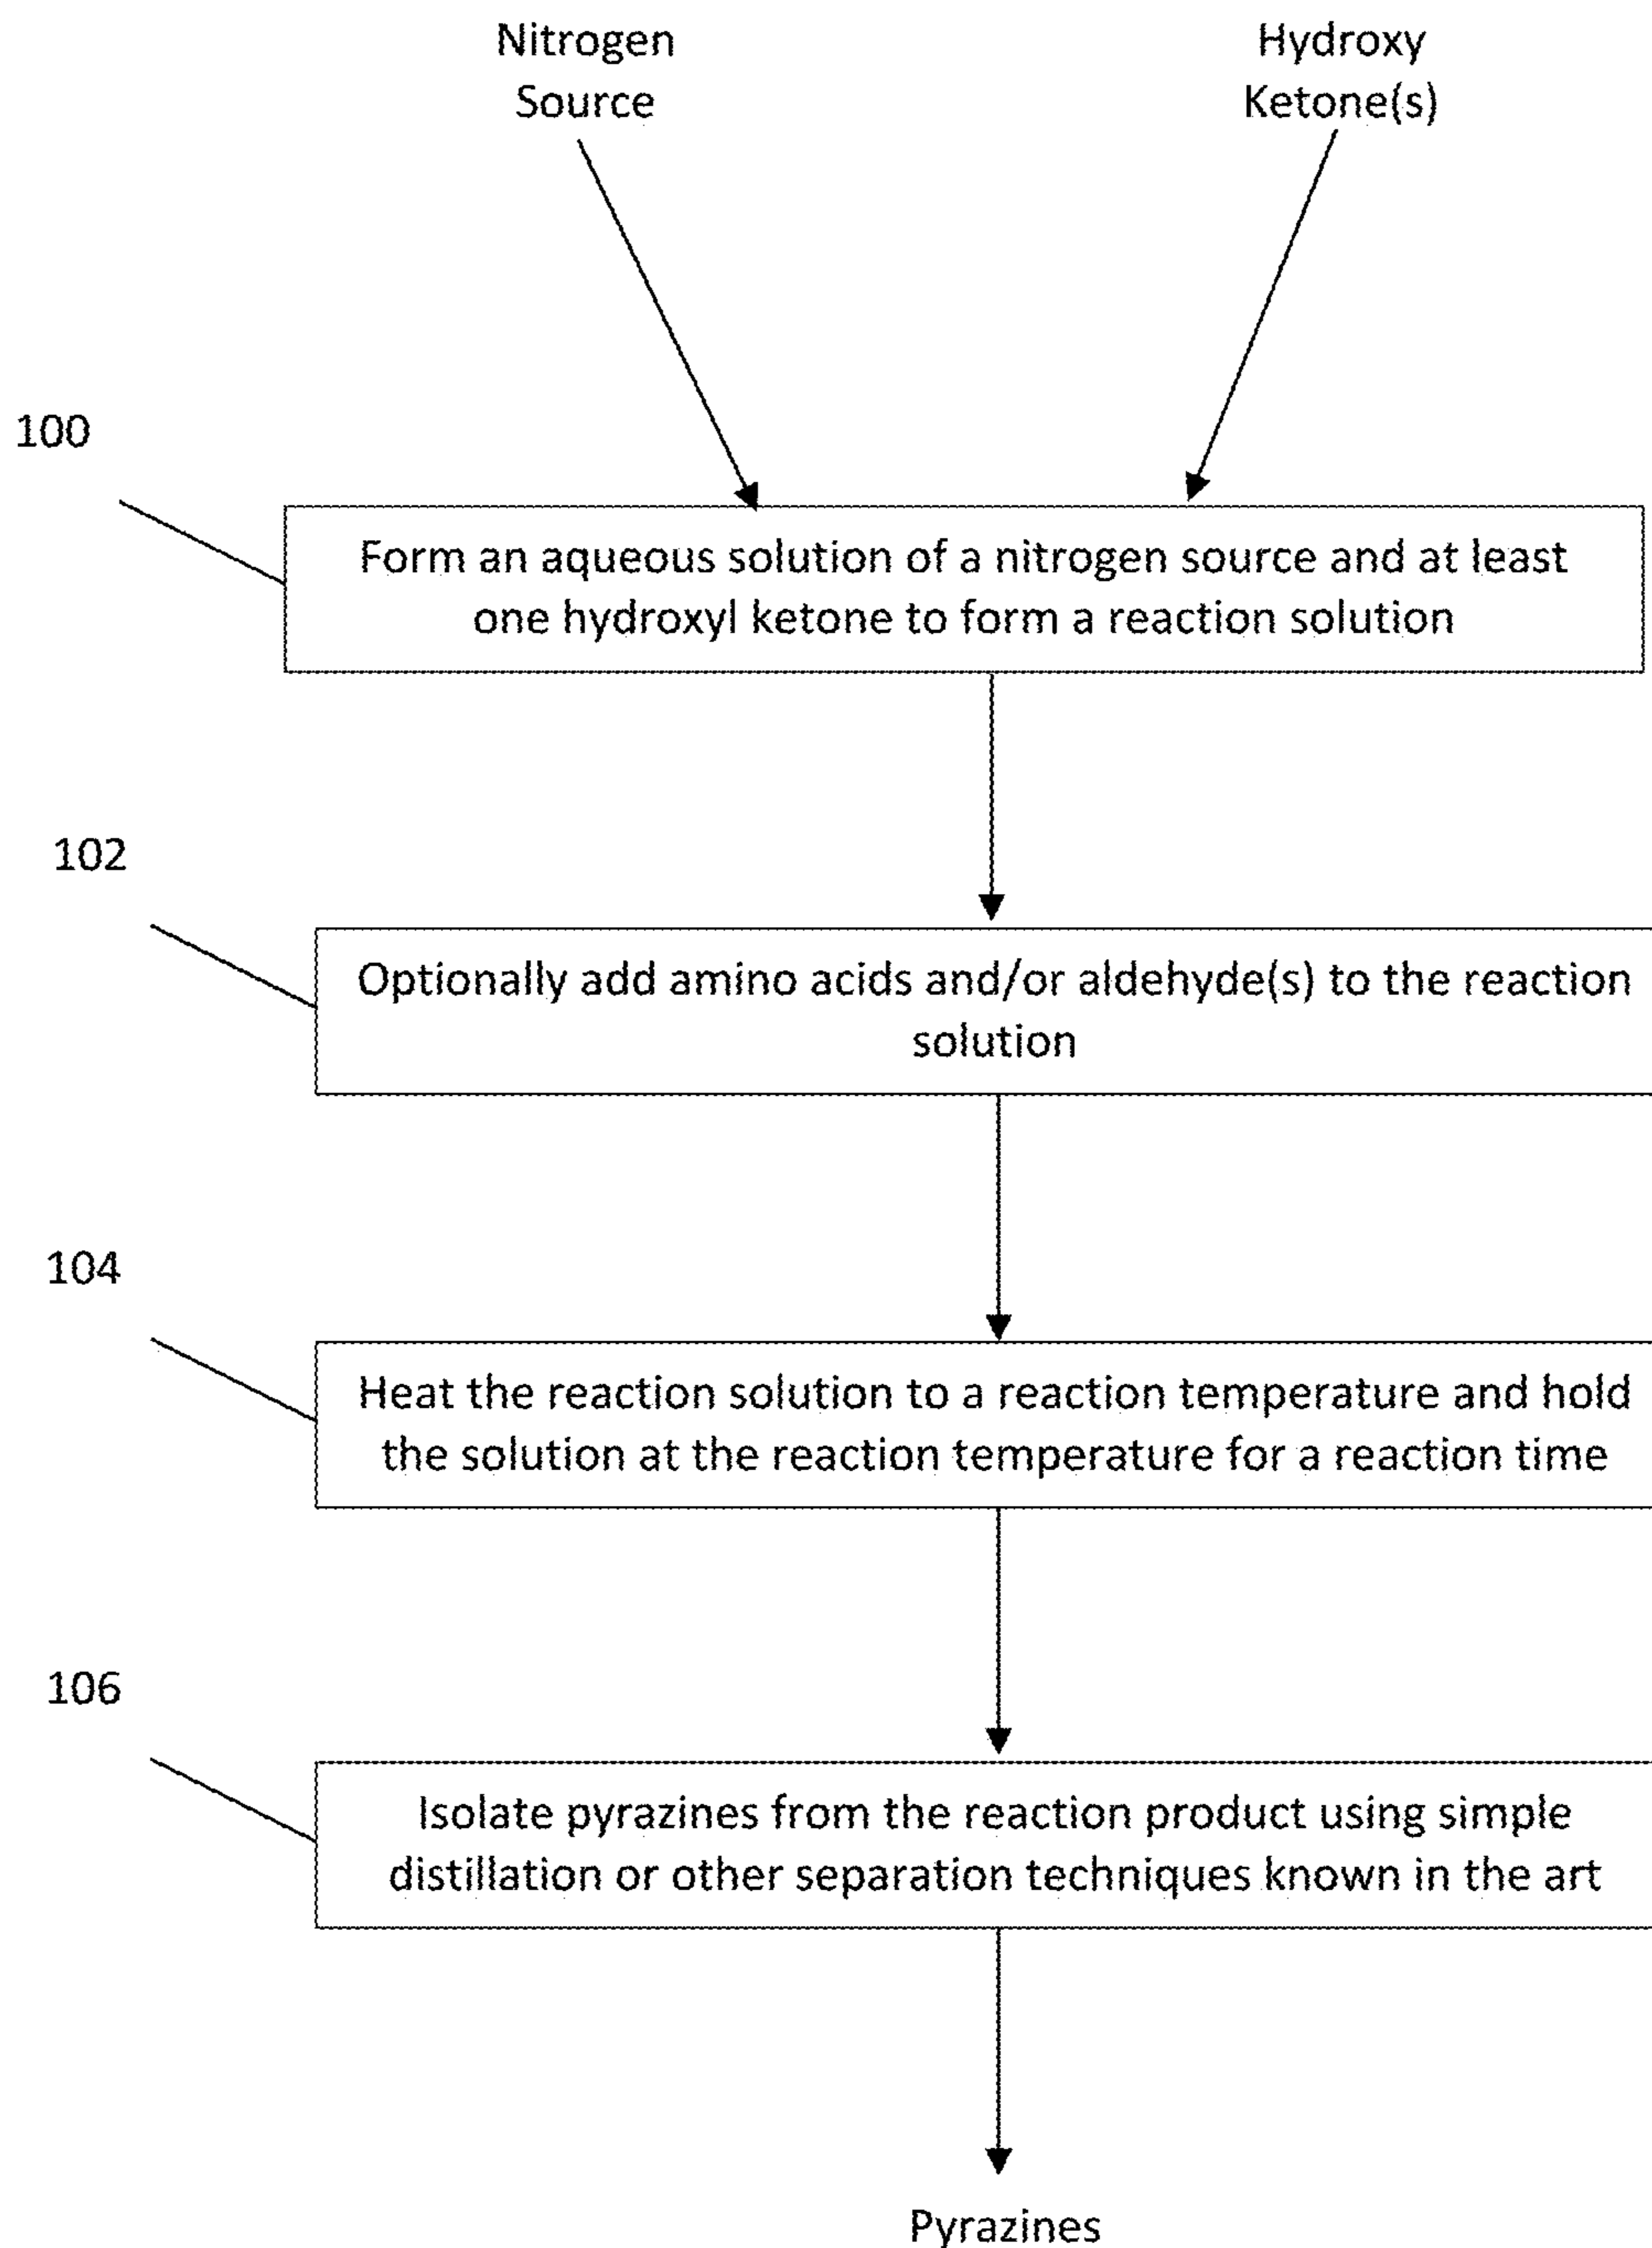 Nitrogen
Source
Hydroxy
Ketone(s)
100
Form an aqueous solution of a nitrogen source and at least
one hydroxyl ketone to form a reaction solution
102
Optionally add amino acids and/or aldehyde(s) to the reaction
solution
104
Heat the reaction solution to a reaction temperature and hold
the solution at the reaction temperature for a reaction time
106
Isolate pyrazines from the reaction product using simple
distillation or other separation techniques known in the art
Pyrazines